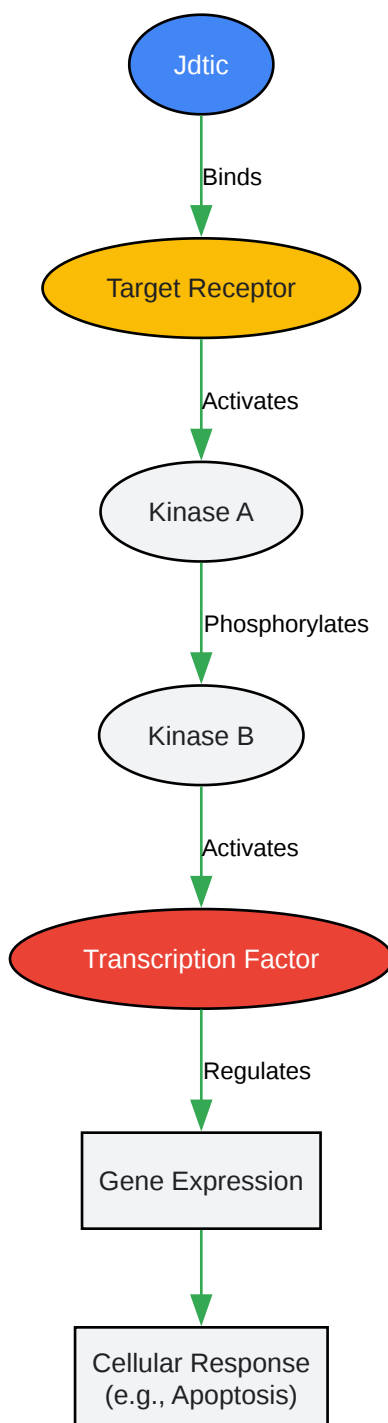 Jdtic
Binds
Target Receptor
Activates
Kinase A
Phosphorylates
Kinase B
Activates
Transcription Factor
Regulates
Gene Expression
Cellular Response
(e.g., Apoptosis)